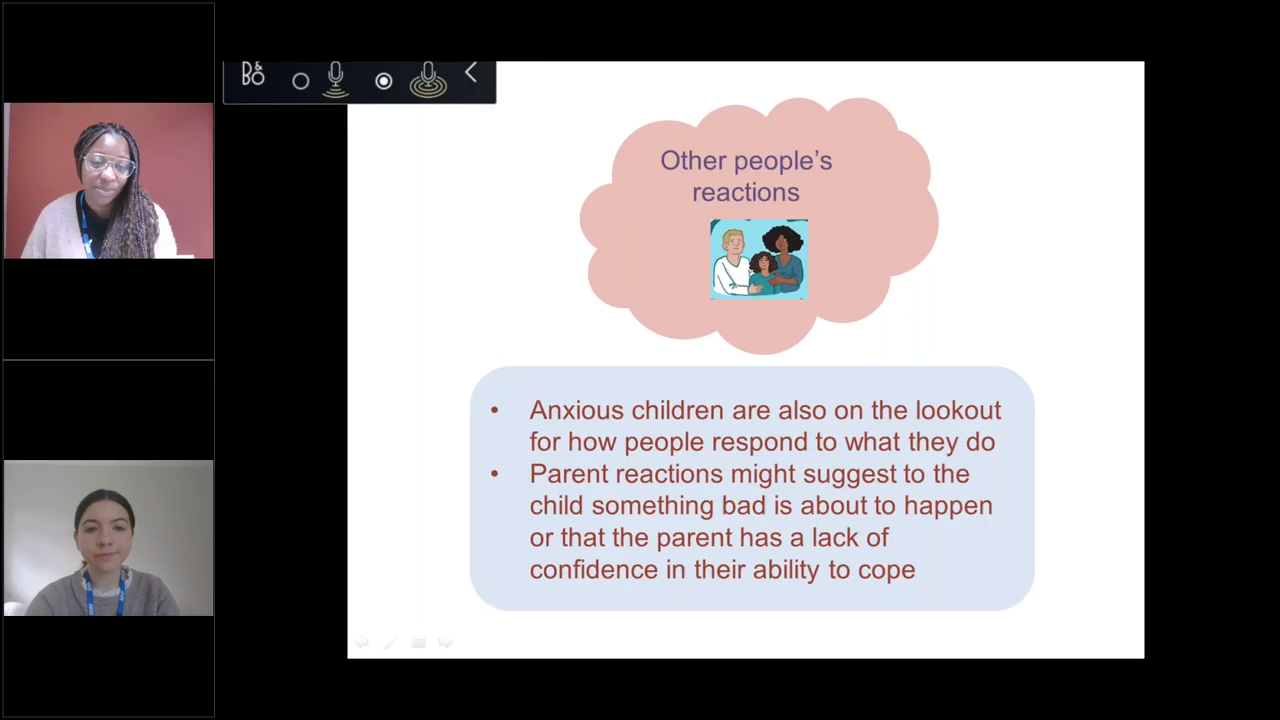 B&
BO
Other people's
reactions
• Anxious children are also on the lookout
for how people respond to what they do
• Parent reactions might suggest to the
child something bad is about to happen
or that the parent has a lack of
confidence in their ability to cope